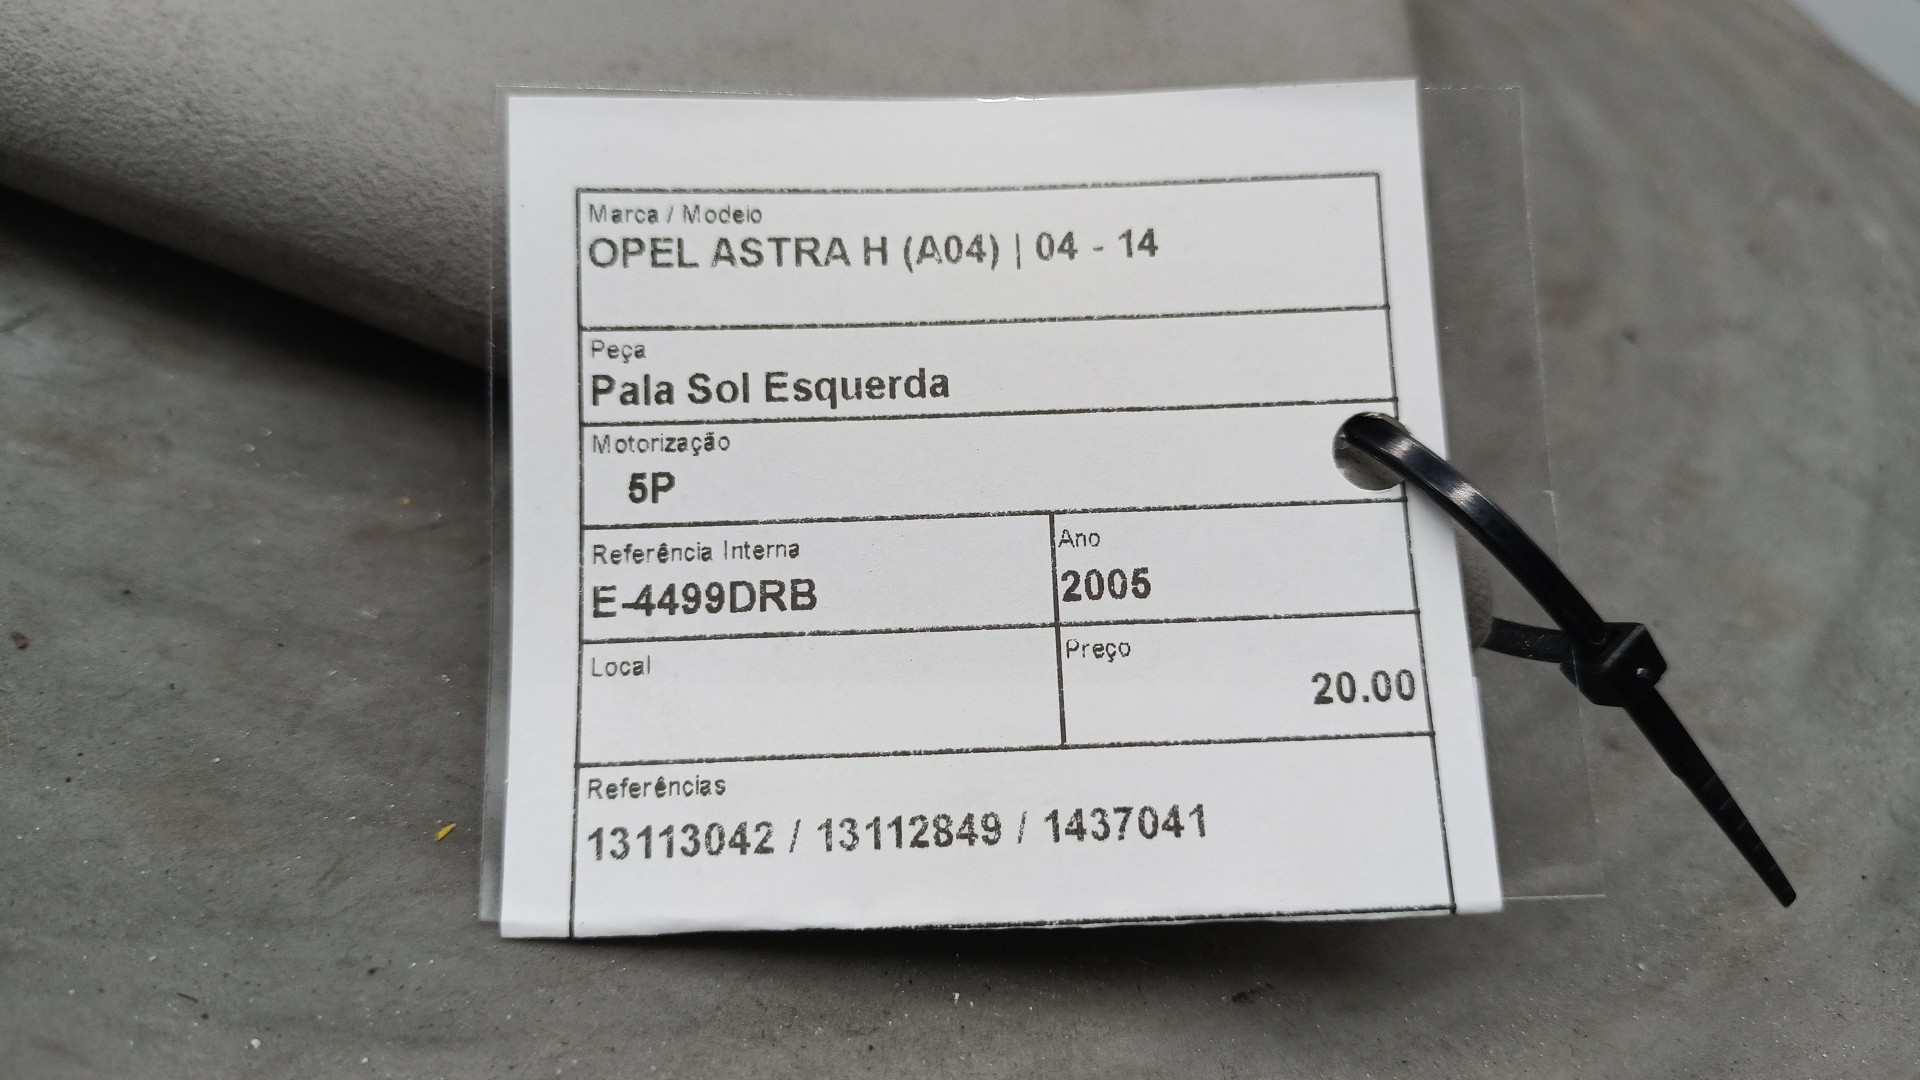 Marca / Modelo
OPEL ASTRA H (A04) | 04 - 14
Peça
Pala Sol Esquerda
Motorização
5P
Referência Interna
E-4499DRB
Ano
2005
Local
Preço
20.00
Referências
13113042 / 13112849 / 1437041